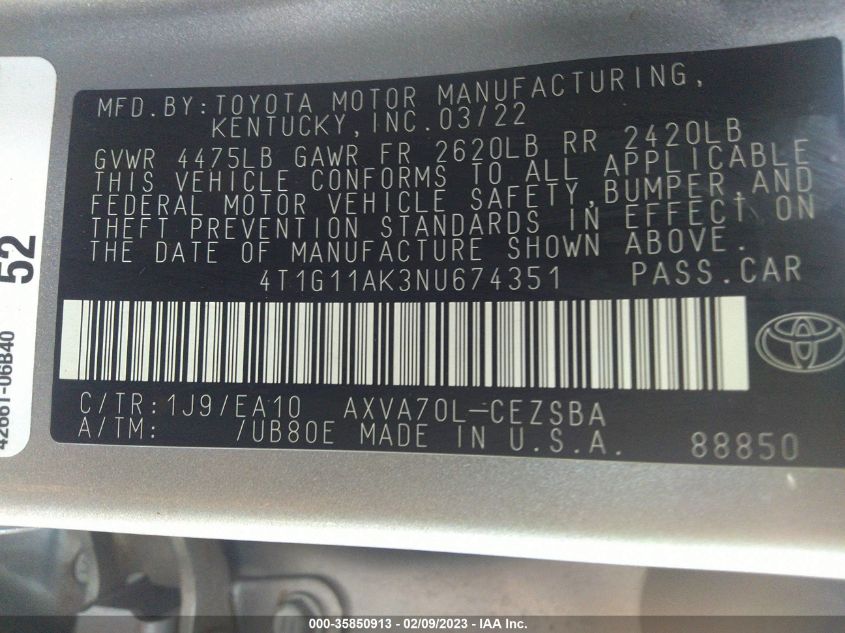 MFD. BY: TOYOTA MOTOR MANUFACTURING,
KENTUCKY, INC. 03/22
GVWR 4475LB GAWR FR 2620LB RR 2420LB
THIS VEHICLE CONFORMS TO ALL APPLICABLE
FEDERAL MOTOR VEHICLE SAFETY, BUMPER, AND
THEFT PREVENTION STANDARDS IN EFFECT ON
THE DATE OF MANUFACTURE SHOWN ABOVE.
4T1G11AK3NU674351 PASS.CAR
C/TR: 1J9/EA10 AXVA70L-CEZSBA
A/TM: /UB80E MADE IN U.S.A. 88850
52
42661-06B40
000-35850913 - 02/09/2023 - IAA Inc.